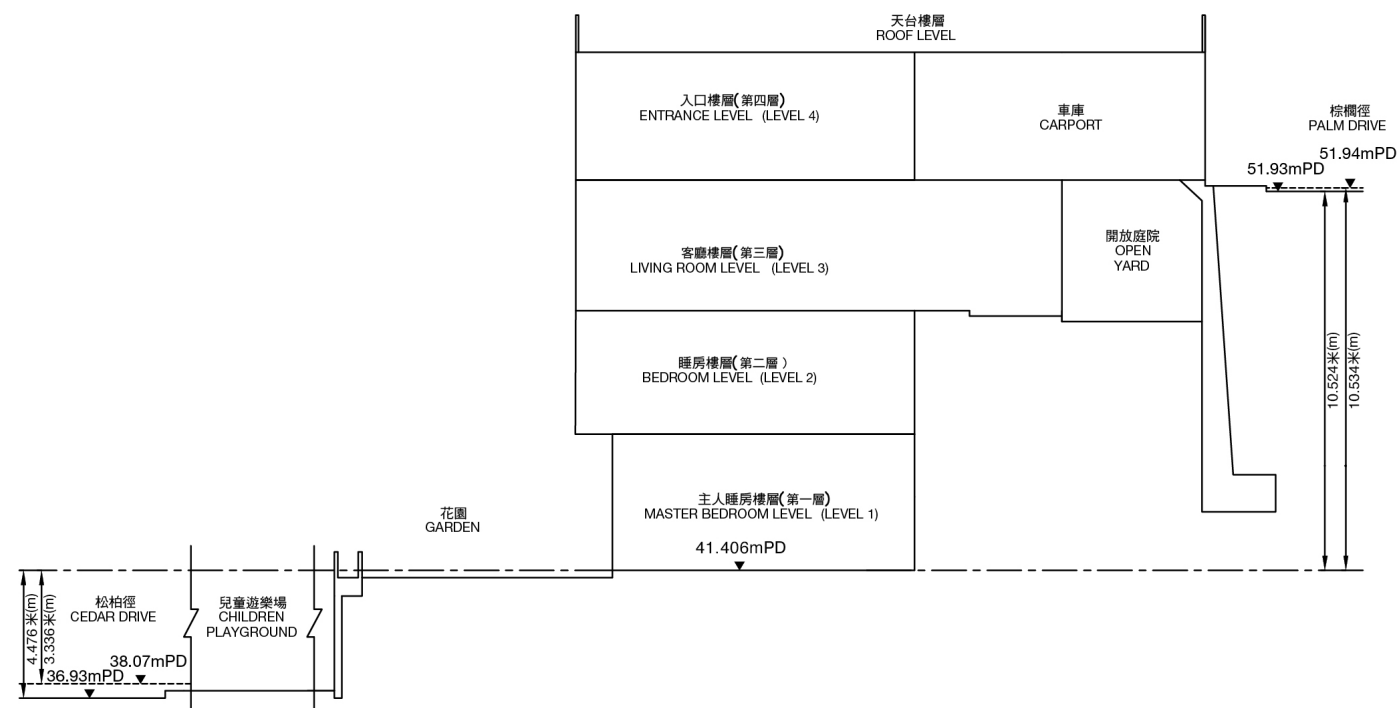 天台樓層
ROOF LEVEL
入口樓層(第四層)
ENTRANCE LEVEL (LEVEL 4)
車庫
CARPORT
棕櫚徑
PALM DRIVE
51.94mPD
51.93mPD
客廳樓層(第三層)
LIVING ROOM LEVEL (LEVEL 3)
開放庭院
OPEN
YARD
睡房樓層(第二層)
BEDROOM LEVEL (LEVEL 2)
10.524米(m)
10.534米(m)
主人睡房樓層(第一層)
MASTER BEDROOM LEVEL (LEVEL 1)
花園
GARDEN
41.406mPD
4.476米(m)
3.336米(m)
松柏徑
CEDAR DRIVE
兒童遊樂場
CHILDREN
PLAYGROUND
38.07mPD
36.93mPD